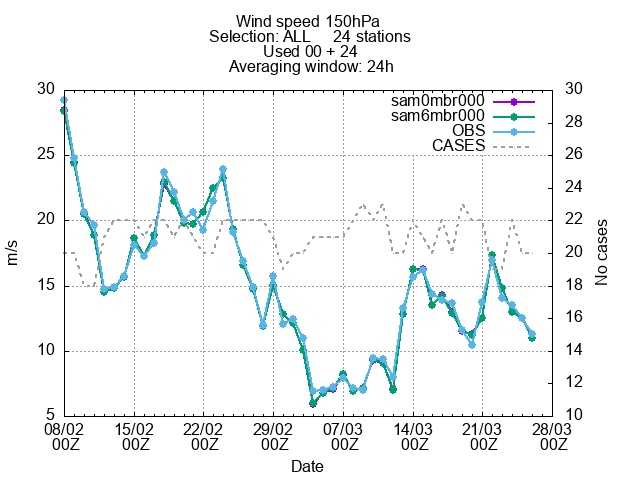 Wind speed 150hPa
Selection: ALL     24 stations
Used 00 + 24
Averaging window: 24h
30 30
sam0mbr000
28
sam6mbr000
OBS
CASES
25 26
24
20 22
m/s No cases
20
15 18
16
10 14
12
5 10
08/02 15/02 22/02 29/02 07/03 14/03 21/03 28/03
00Z 00Z 00Z 00Z 00Z 00Z 00Z 00Z
Date